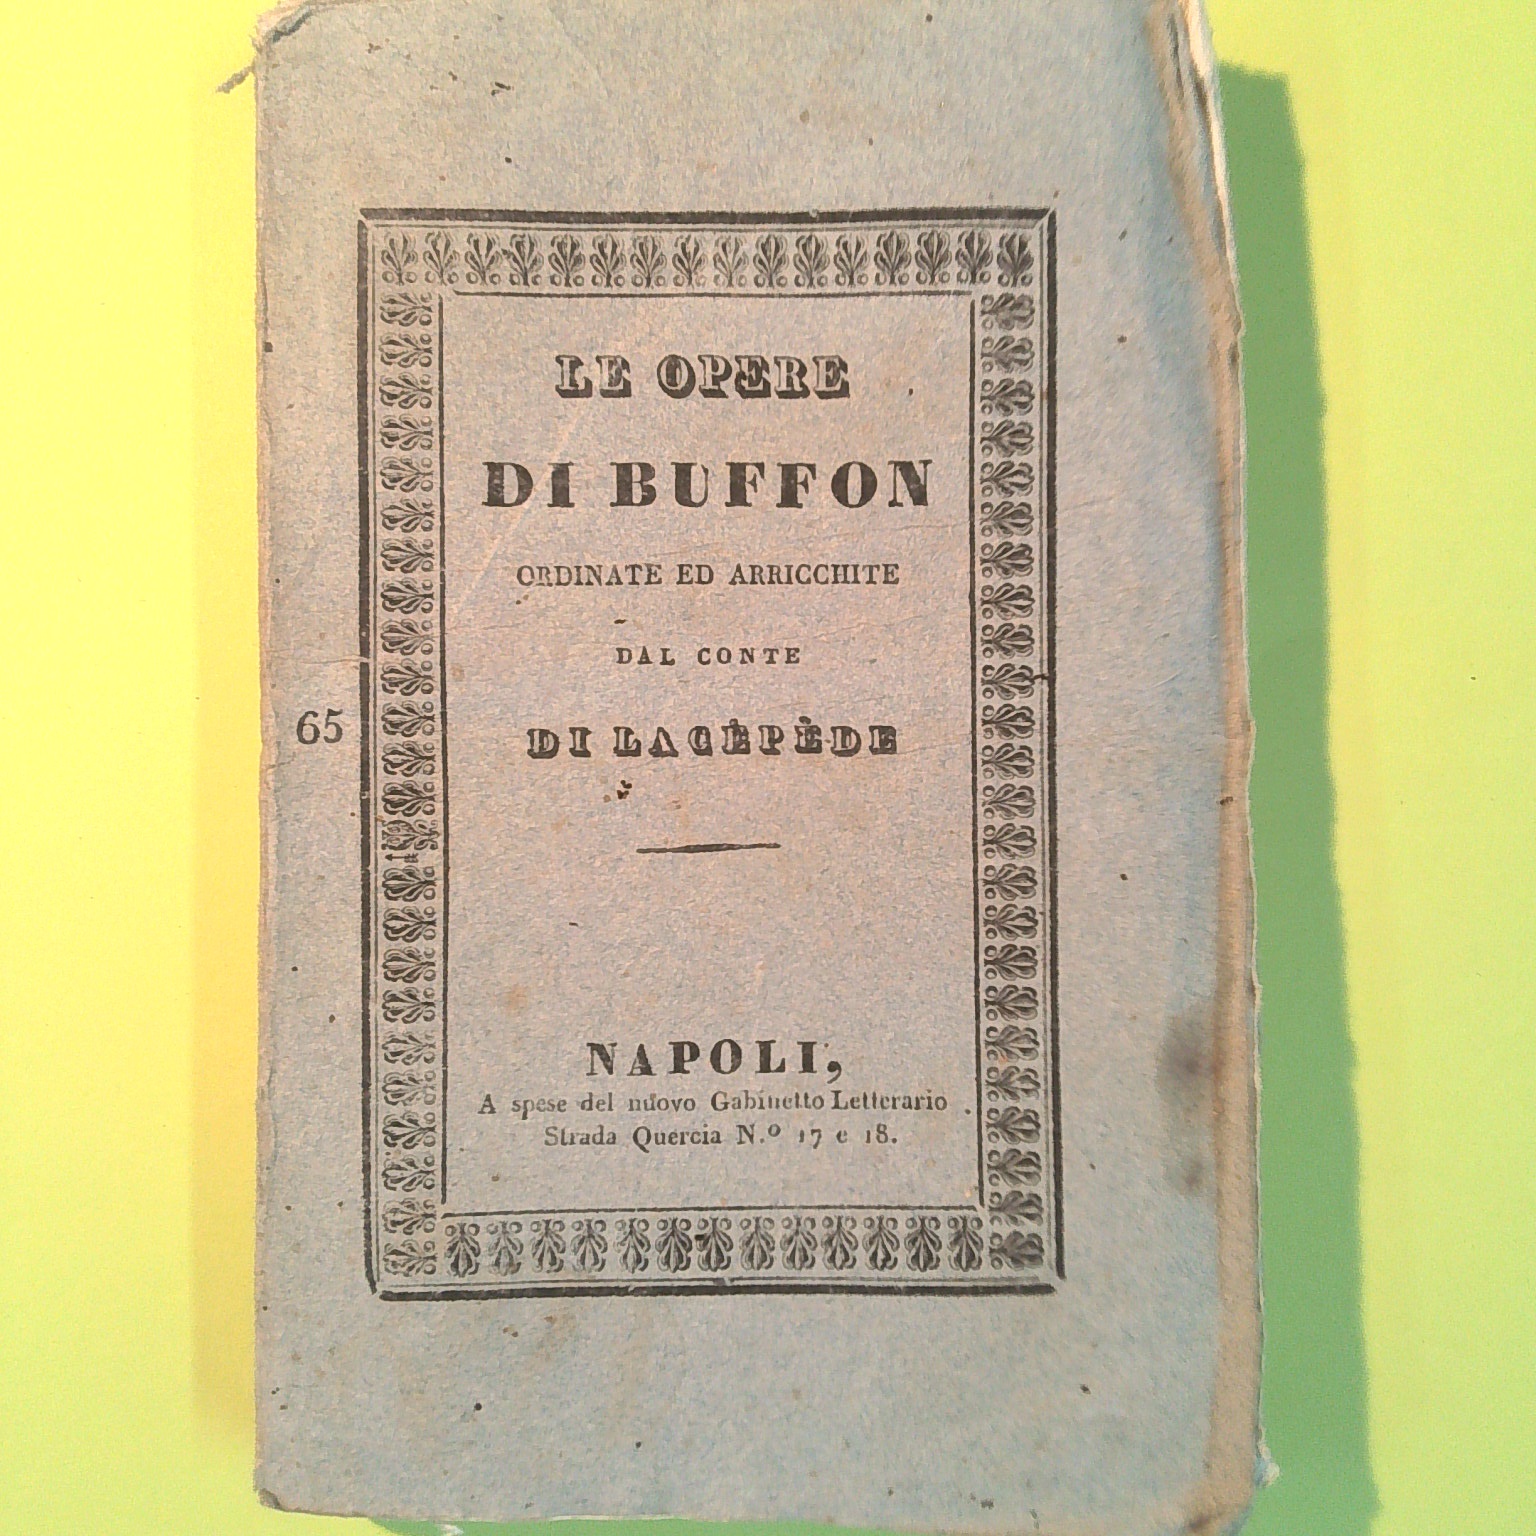 LE OPERE
DI BUFFON
ORDINATE ED ARRICCHITE
DAL CONTE
65
DI LACÈPÈDE
NAPOLI,
A spese del nuovo Gabinetto Letterario
Strada Quercia N.º 17 e 18.